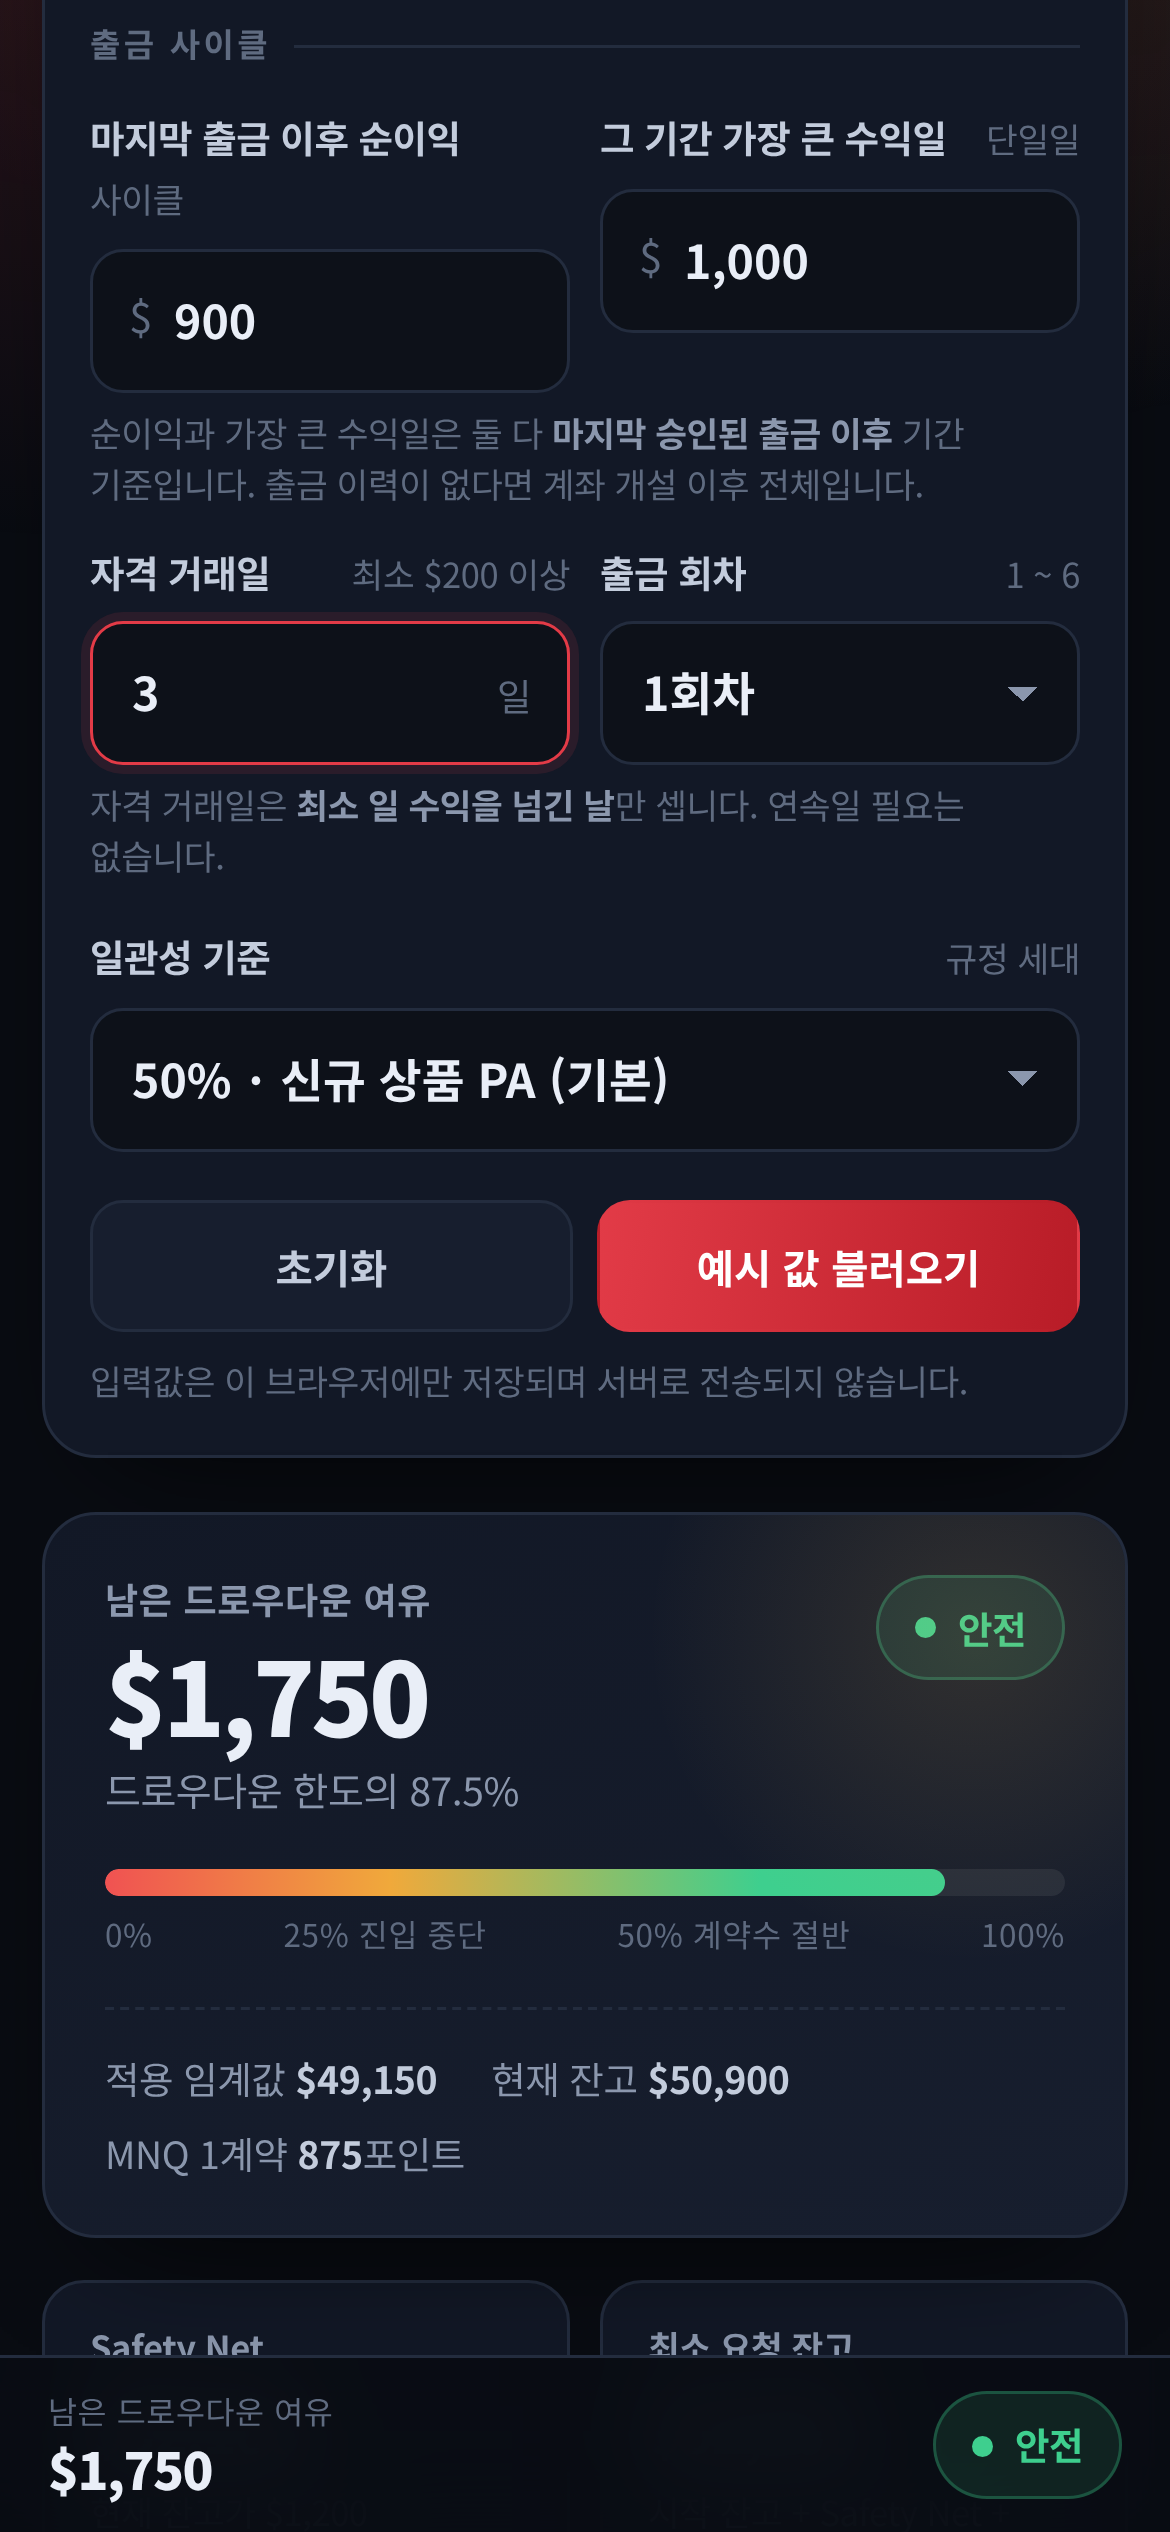 출금 사이클
마지막 출금 이후 순이익
사이클
$ 900
그 기간 가장 큰 수익일 단일일
$ 1,000
순이익과 가장 큰 수익일은 둘 다 마지막 승인된 출금 이후 기간
기준입니다. 출금 이력이 없다면 계좌 개설 이후 전체입니다.
자격 거래일 최소 $200 이상
3 일
출금 회차 1 ~ 6
1회차
자격 거래일은 최소 일 수익을 넘긴 날만 셉니다. 연속일 필요는
없습니다.
일관성 기준 규정 세대
50% · 신규 상품 PA (기본)
초기화 예시 값 불러오기
입력값은 이 브라우저에만 저장되며 서버로 전송되지 않습니다.
남은 드로우다운 여유
안전
$1,750
드로우다운 한도의 87.5%
0% 25% 진입 중단 50% 계약수 절반 100%
적용 임계값 $49,150 현재 잔고 $50,900
MNQ 1계약 875포인트
Safety Net 최소 요청 잔고
남은 드로우다운 여유
$1,750
안전